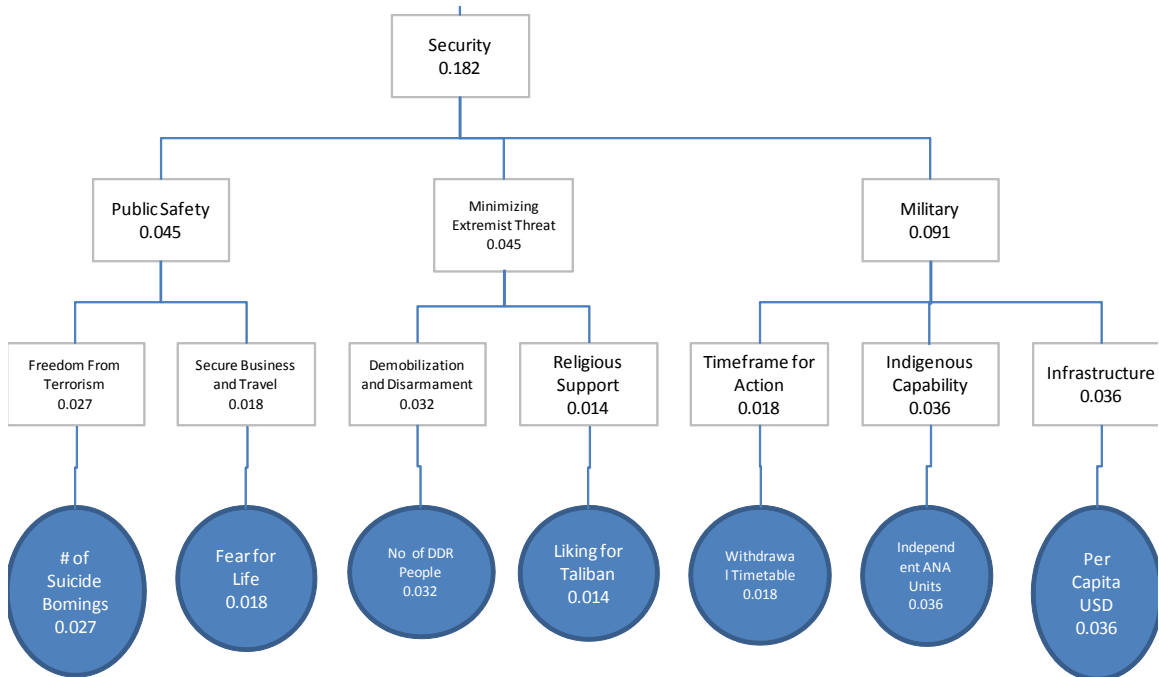 Security
0.182
Public Safety
0.045
Minimizing
Extremist Threat
0.045
Military
0.091
Freedom From
Terrorism
0.027
Secure Business
and Travel
0.018
Demobilization
and Disarmament
0.032
Religious
Support
0.014
Timeframe for
Action
0.018
Indigenous
Capability
0.036
Infrastructure
0.036
# of
Suicide
Bomings
0.027
Fear for
Life
0.018
No of DDR
People
0.032
Liking for
Taliban
0.014
Withdrawa
l Timetable
0.018
Independ
ent ANA
Units
0.036
Per
Capita
USD
0.036